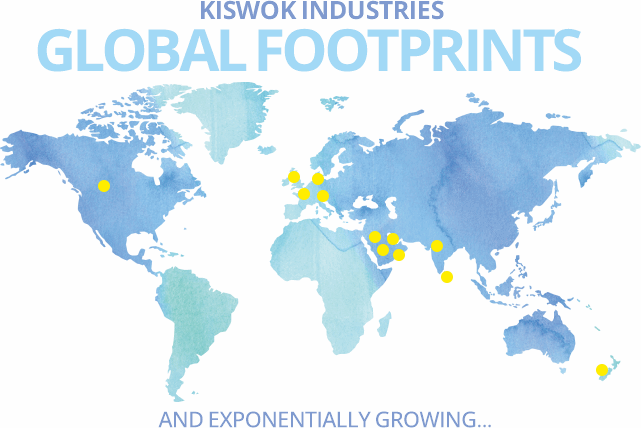 KISWOK INDUSTRIES
GLOBAL FOOTPRINTS
AND EXPONENTIALLY GROWING...